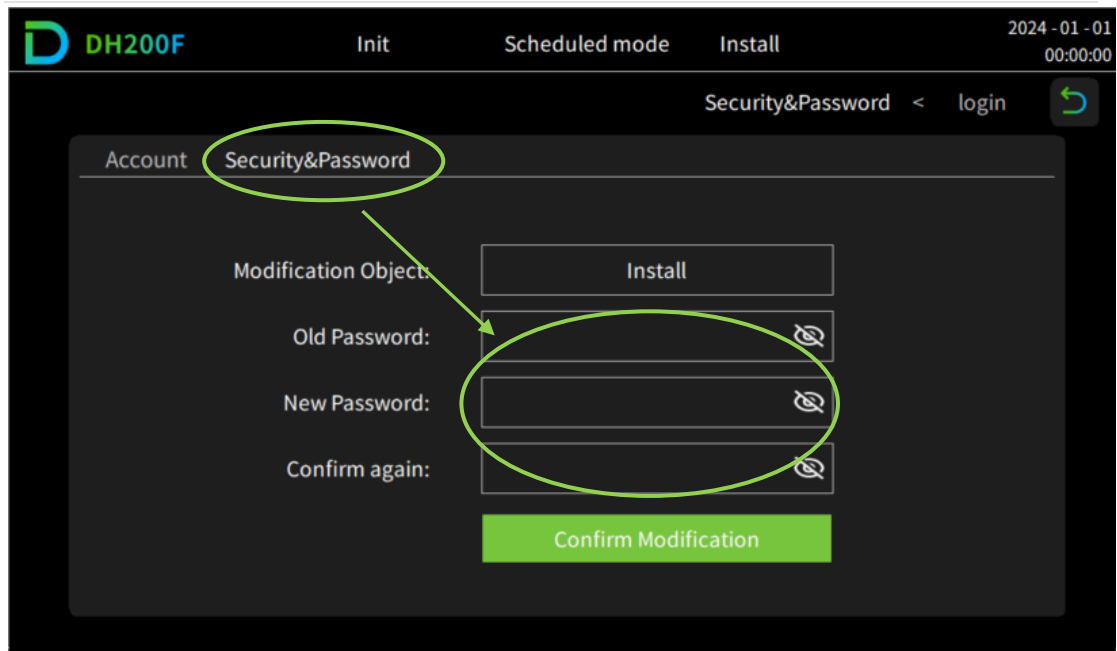 DH200F Init Scheduled mode Install 2024 - 01 - 01
00:00:00
Security&Password < login
Account Security&Password
Modification Object: Install
Old Password:
New Password:
Confirm again:
Confirm Modification